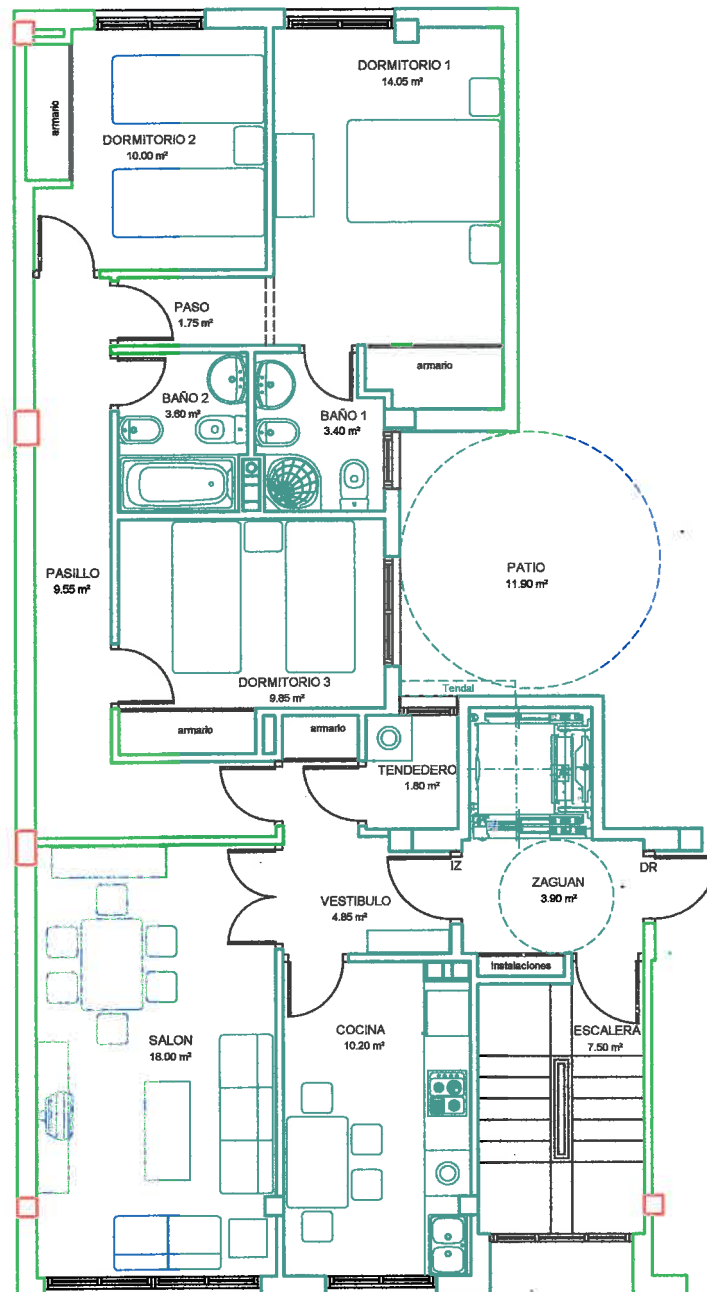 DORMITORIO 1
14.05 m²
armario
DORMITORIO 2
10.00 m²
PASO
1.75 m²
armario
BAÑO 2
3.60 m²
BAÑO 1
3.40 m²
PASILLO
9.55 m²
PATIO
11.90 m²
DORMITORIO 3
9.85 m²
Tendal
armario
armario
TENDEDERO
1.80 m²
IZ
DR
ZAGUAN
3.90 m²
VESTIBULO
4.85 m²
Instalaciones
SALON
18.00 m²
COCINA
10.20 m²
ESCALERA
7.50 m²